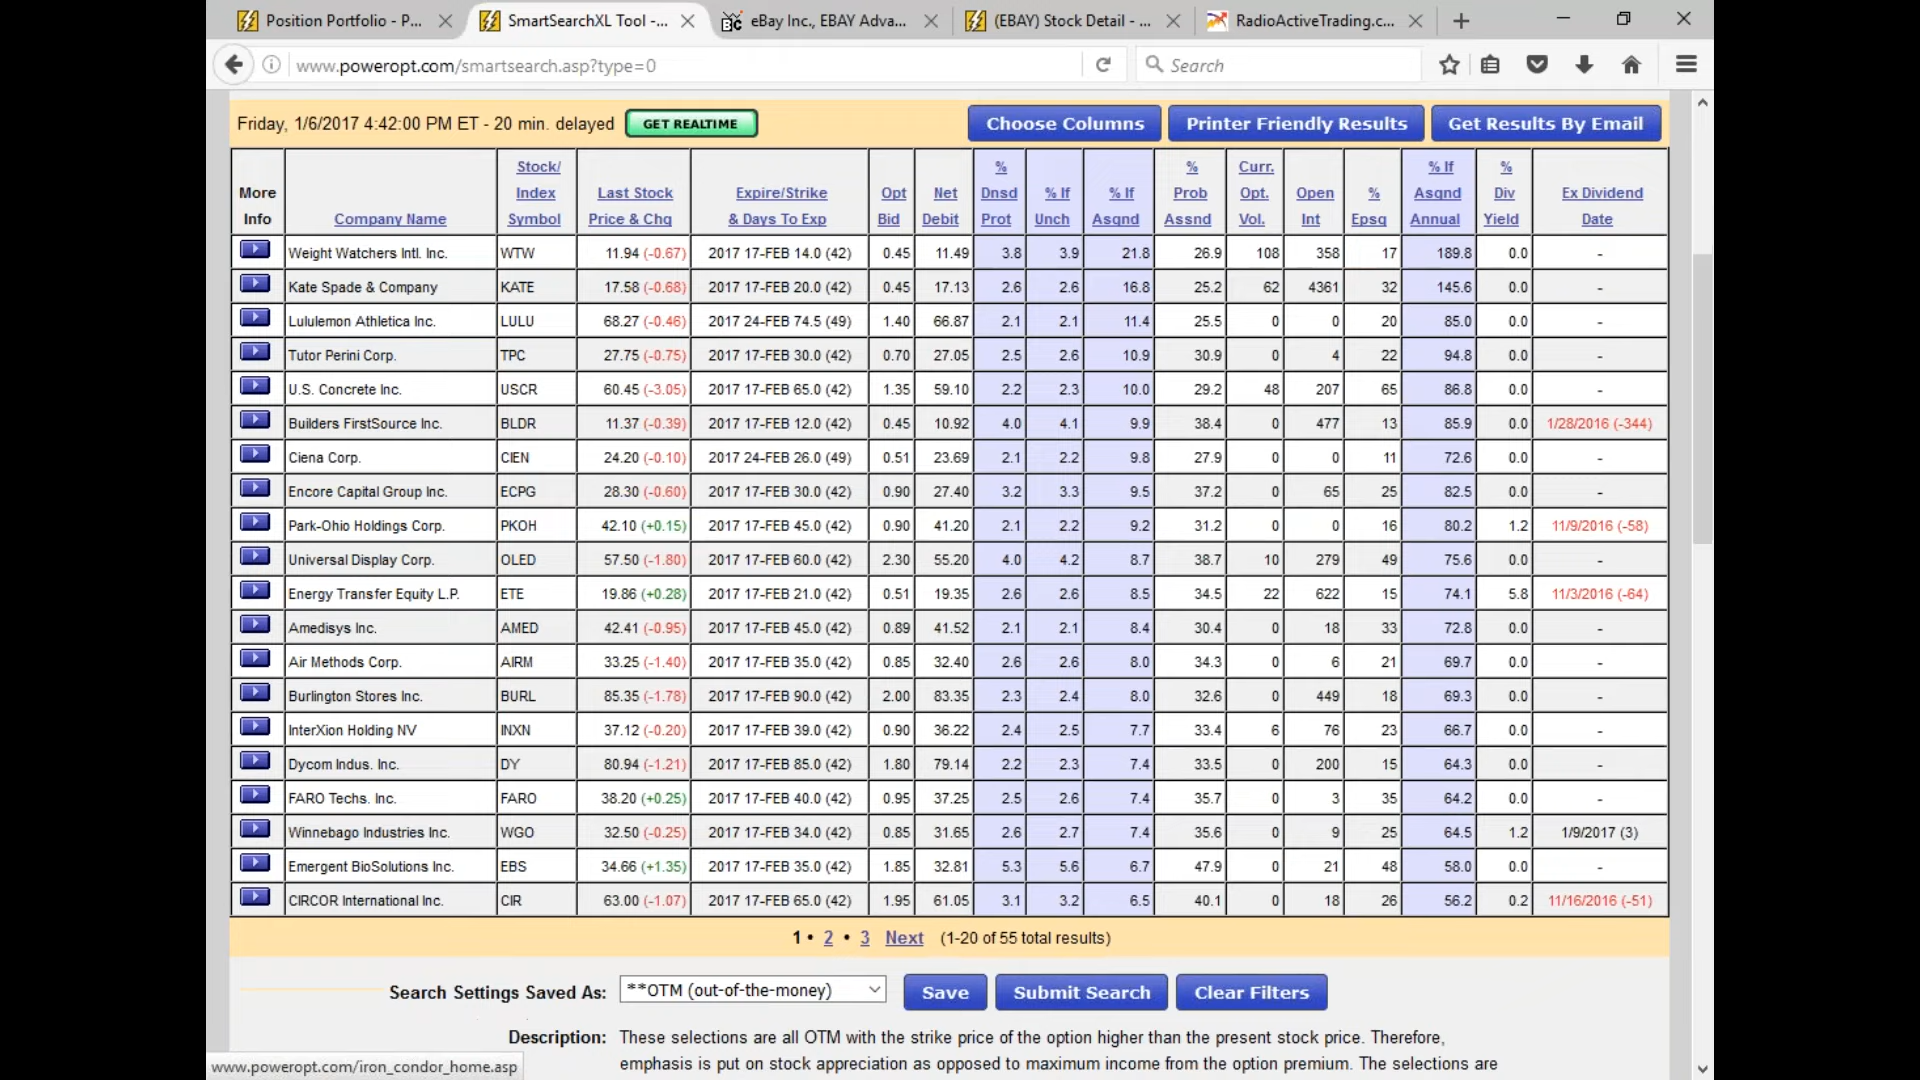 Position Portfolio - P...
SmartSearchXL Tool -...
eBay Inc., EBAY Adva...
(EBAY) Stock Detail - ...
RadioActiveTrading.c...
www.poweropt.com/smartsearch.asp?type=0
Search
Friday, 1/6/2017 4:42:00 PM ET - 20 min. delayed GET REALTIME Choose Columns Printer Friendly Results Get Results By Email
More Info Company Name Stock/ Index Symbol Last Stock Price & Chg Expire/Strike & Days To Exp Opt Bid Net Debit % Dnsd Prot % If Unch % If Asgnd % Prob Assnd Curr. Opt. Vol. Open Int % Epsg % If Asgnd Annual % Div Yield Ex Dividend Date
Weight Watchers Intl. Inc. WTW 11.94 (-0.67) 2017 17-FEB 14.0 (42) 0.45 11.49 3.8 3.9 21.8 26.9 108 358 17 189.8 0.0 -
Kate Spade & Company KATE 17.58 (-0.68) 2017 17-FEB 20.0 (42) 0.45 17.13 2.6 2.6 16.8 25.2 62 4361 32 145.6 0.0 -
Lululemon Athletica Inc. LULU 68.27 (-0.46) 2017 24-FEB 74.5 (49) 1.40 66.87 2.1 2.1 11.4 25.5 0 0 20 85.0 0.0 -
Tutor Perini Corp. TPC 27.75 (-0.75) 2017 17-FEB 30.0 (42) 0.70 27.05 2.5 2.6 10.9 30.9 0 4 22 94.8 0.0 -
U.S. Concrete Inc. USCR 60.45 (-3.05) 2017 17-FEB 65.0 (42) 1.35 59.10 2.2 2.3 10.0 29.2 48 207 65 86.8 0.0 -
Builders FirstSource Inc. BLDR 11.37 (-0.39) 2017 17-FEB 12.0 (42) 0.45 10.92 4.0 4.1 9.9 38.4 0 477 13 85.9 0.0 1/28/2016 (-344)
Ciena Corp. CIEN 24.20 (-0.10) 2017 24-FEB 26.0 (49) 0.51 23.69 2.1 2.2 9.8 27.9 0 0 11 72.6 0.0 -
Encore Capital Group Inc. ECPG 28.30 (-0.60) 2017 17-FEB 30.0 (42) 0.90 27.40 3.2 3.3 9.5 37.2 0 65 25 82.5 0.0 -
Park-Ohio Holdings Corp. PKOH 42.10 (+0.15) 2017 17-FEB 45.0 (42) 0.90 41.20 2.1 2.2 9.2 31.2 0 0 16 80.2 1.2 11/9/2016 (-58)
Universal Display Corp. OLED 57.50 (-1.80) 2017 17-FEB 60.0 (42) 2.30 55.20 4.0 4.2 8.7 38.7 10 279 49 75.6 0.0 -
Energy Transfer Equity L.P. ETE 19.86 (+0.28) 2017 17-FEB 21.0 (42) 0.51 19.35 2.6 2.6 8.5 34.5 22 622 15 74.1 5.8 11/3/2016 (-64)
Amedisys Inc. AMED 42.41 (-0.95) 2017 17-FEB 45.0 (42) 0.89 41.52 2.1 2.1 8.4 30.4 0 18 33 72.8 0.0 -
Air Methods Corp. AIRM 33.25 (-1.40) 2017 17-FEB 35.0 (42) 0.85 32.40 2.6 2.6 8.0 34.3 0 6 21 69.7 0.0 -
Burlington Stores Inc. BURL 85.35 (-1.78) 2017 17-FEB 90.0 (42) 2.00 83.35 2.3 2.4 8.0 32.6 0 449 18 69.3 0.0 -
InterXion Holding NV INXN 37.12 (-0.20) 2017 17-FEB 39.0 (42) 0.90 36.22 2.4 2.5 7.7 33.4 6 76 23 66.7 0.0 -
Dycom Indus. Inc. DY 80.94 (-1.21) 2017 17-FEB 85.0 (42) 1.80 79.14 2.2 2.3 7.4 33.5 0 200 15 64.3 0.0 -
FARO Techs. Inc. FARO 38.20 (+0.25) 2017 17-FEB 40.0 (42) 0.95 37.25 2.5 2.6 7.4 35.7 0 3 35 64.2 0.0 -
Winnebago Industries Inc. WGO 32.50 (-0.25) 2017 17-FEB 34.0 (42) 0.85 31.65 2.6 2.7 7.4 35.6 0 9 25 64.5 1.2 1/9/2017 (3)
Emergent BioSolutions Inc. EBS 34.66 (+1.35) 2017 17-FEB 35.0 (42) 1.85 32.81 5.3 5.6 6.7 47.9 0 21 48 58.0 0.0 -
CIRCOR International Inc. CIR 63.00 (-1.07) 2017 17-FEB 65.0 (42) 1.95 61.05 3.1 3.2 6.5 40.1 0 18 26 56.2 0.2 11/16/2016 (-51)
1 • 2 • 3 Next (1-20 of 55 total results)
Search Settings Saved As: **OTM (out-of-the-money) Save Submit Search Clear Filters
Description: These selections are all OTM with the strike price of the option higher than the present stock price. Therefore,
emphasis is put on stock appreciation as opposed to maximum income from the option premium. The selections are
www.poweropt.com/iron_condor_home.asp